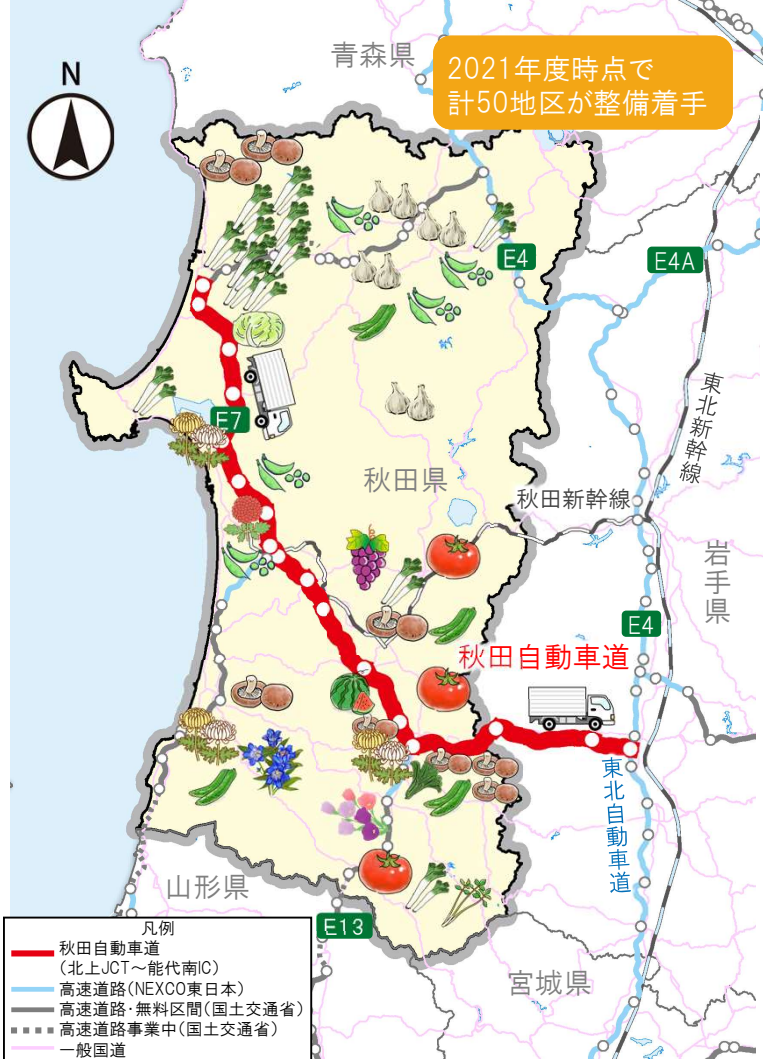 青森県
2021年度時点で
計50地区が整備着手
N
E4
E4A
E7
東北新幹線
秋田県
秋田新幹線
岩手県
E4
秋田自動車道
東北自動車道
山形県
E13
宮城県
凡例
秋田自動車道
(北上JCT～能代南IC)
高速道路(NEXCO東日本)
高速道路・無料区間(国土交通省)
高速道路事業中(国土交通省)
一般国道